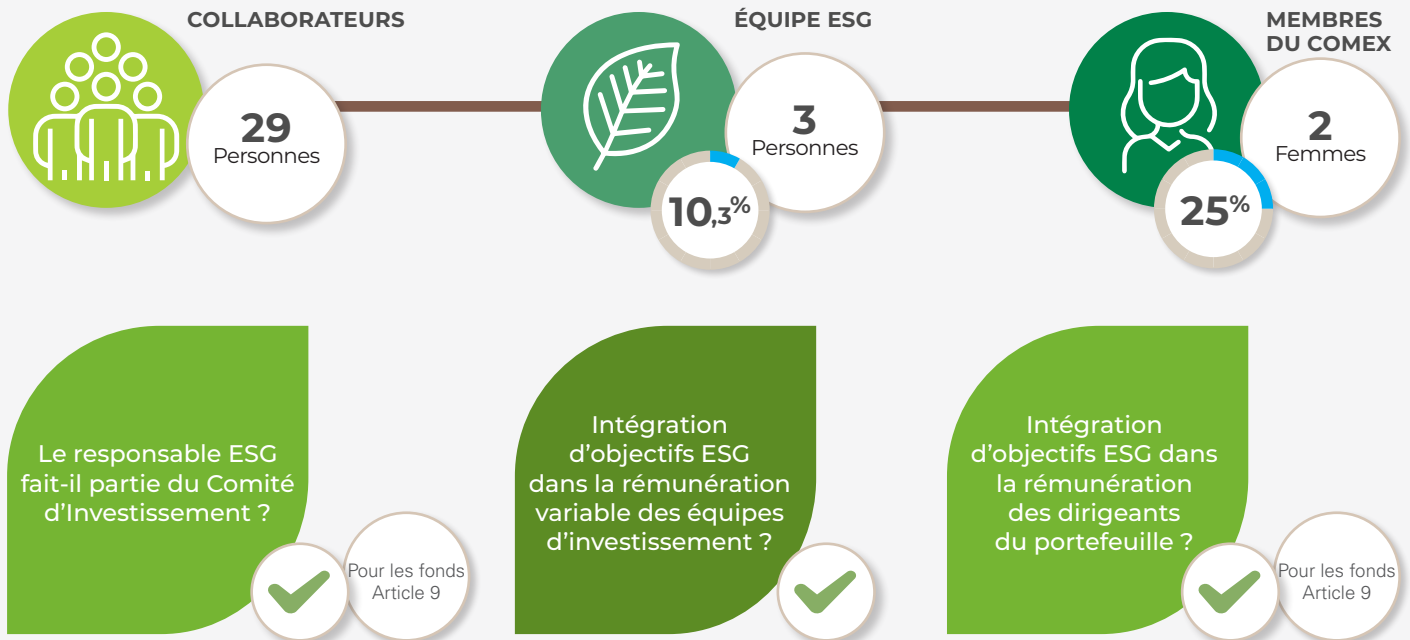 COLLABORATEURS
29
Personnes
ÉQUIPE ESG
3
Personnes
10,3%
MEMBRES
DU COMEX
2
Femmes
25%
Le responsable ESG
fait-il partie du Comité
d’Investissement ?
Pour les fonds
Article 9
Intégration
d’objectifs ESG
dans la rémunération
variable des équipes
d’investissement ?
Intégration
d’objectifs ESG dans
la rémunération
des dirigeants
du portefeuille ?
Pour les fonds
Article 9